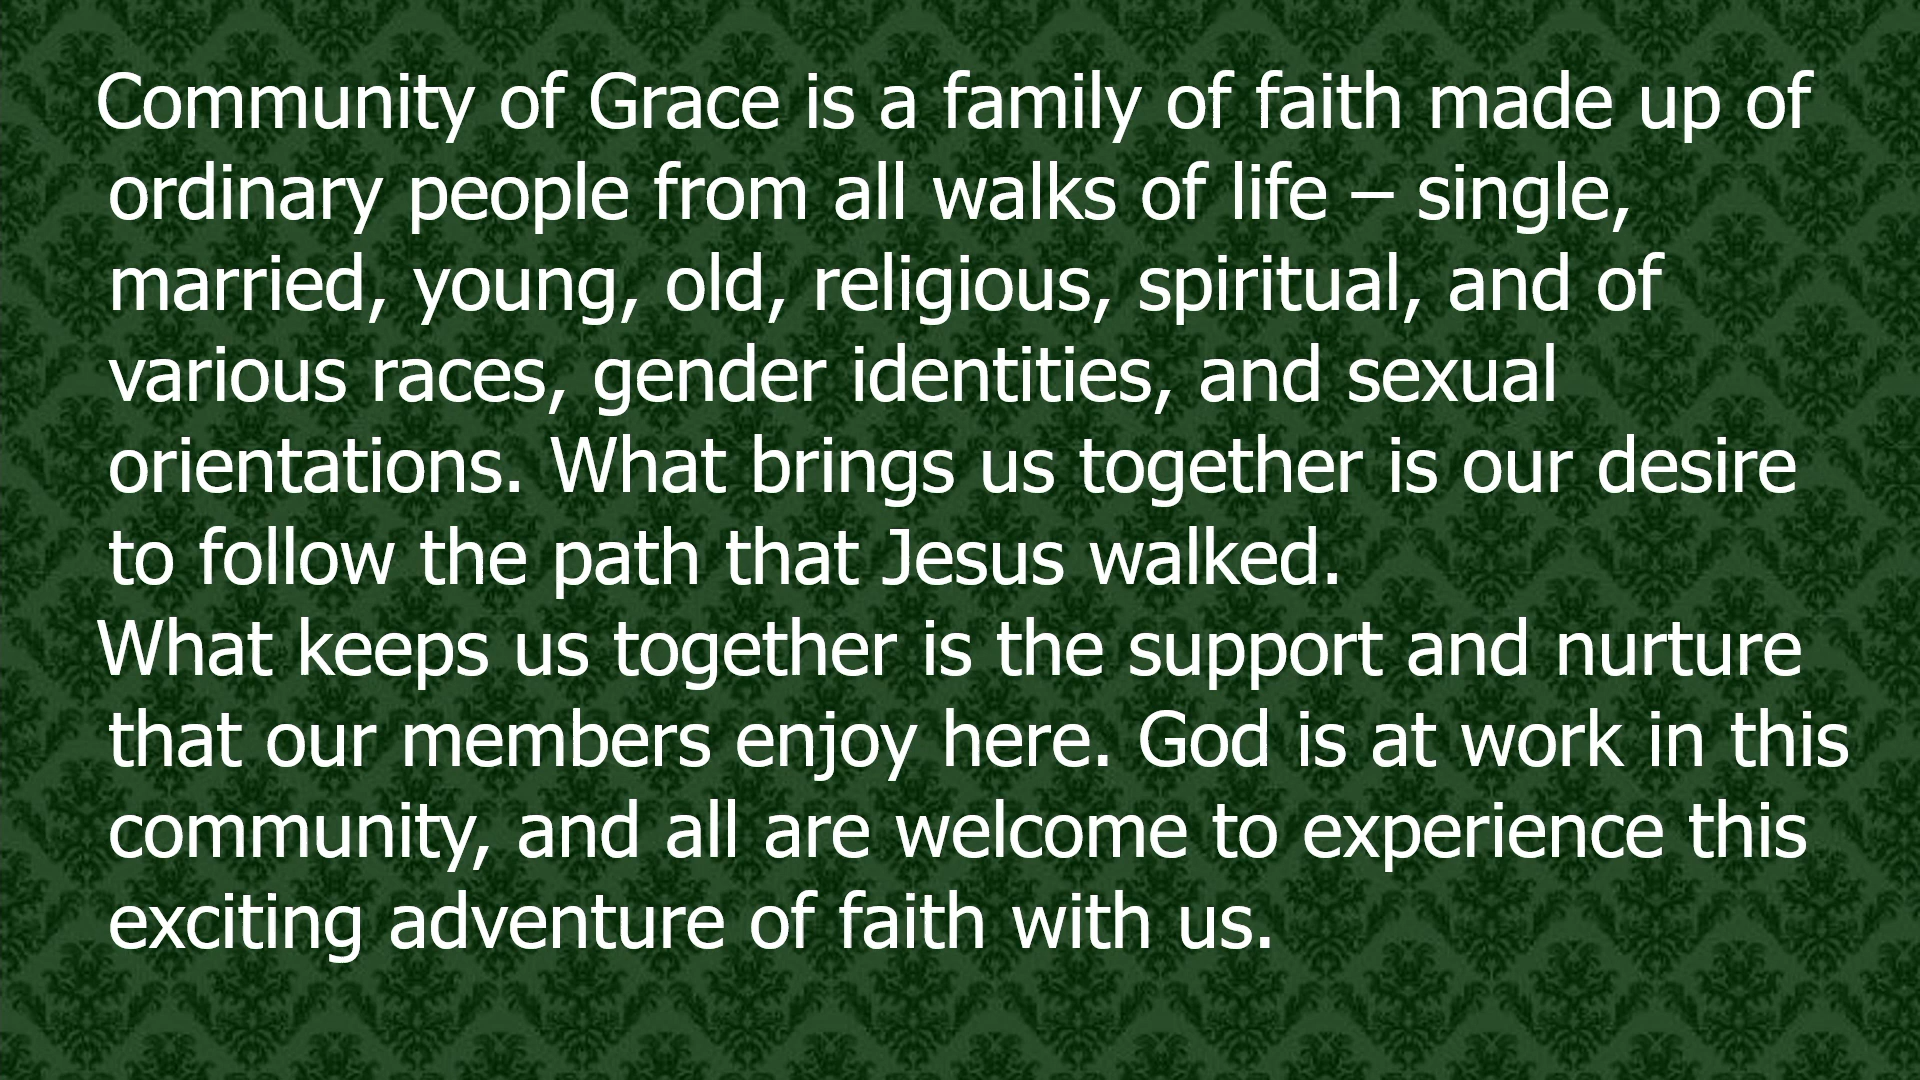 Community of Grace is a family of faith made up of
ordinary people from all walks of life – single,
married, young, old, religious, spiritual, and of
various races, gender identities, and sexual
orientations. What brings us together is our desire
to follow the path that Jesus walked.
What keeps us together is the support and nurture
that our members enjoy here. God is at work in this
community, and all are welcome to experience this
exciting adventure of faith with us.